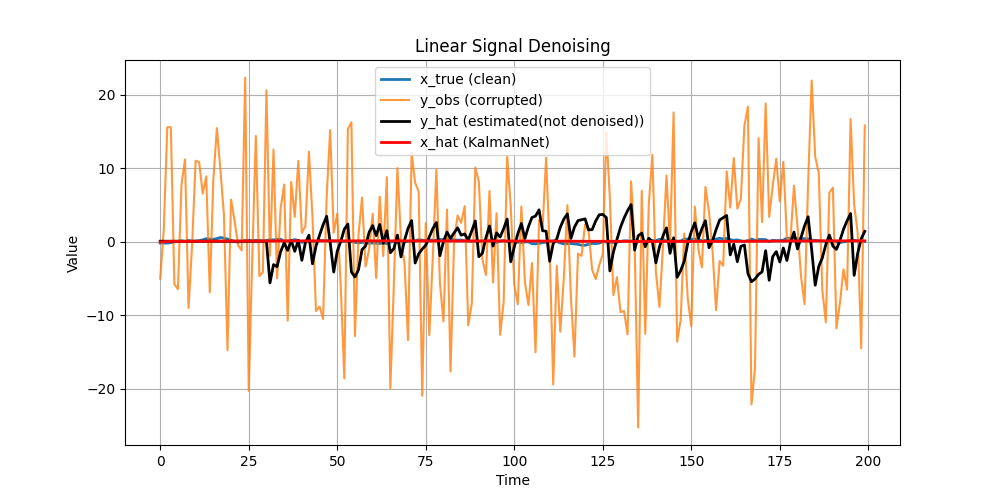 Linear Signal Denoising
x_true (clean)
y_obs (corrupted)
y_hat (estimated(not denoised))
x_hat (KalmanNet)
Value
20
10
0
−10
−20
0 25 50 75 100 125 150 175 200
Time